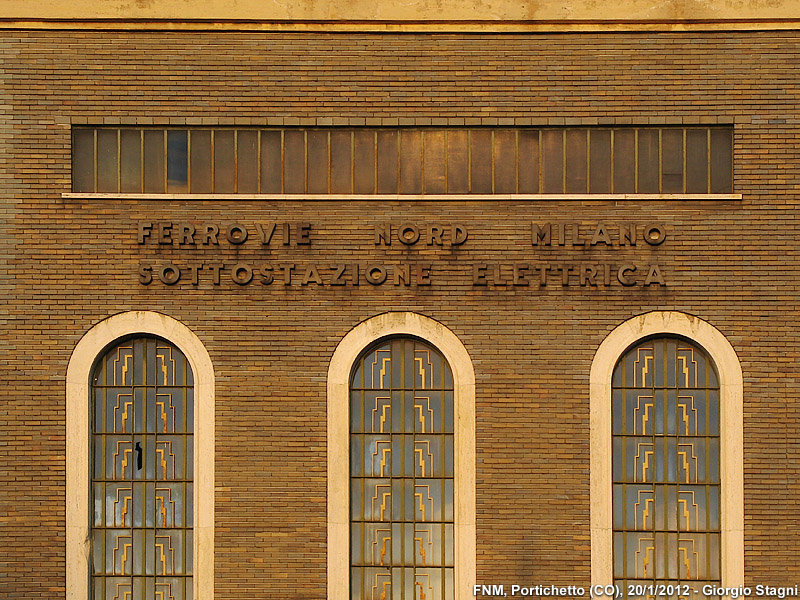 FERROVIE NORD MILANO
SOTTOSTAZIONE ELETTRICA
FNM, Portichetto (CO), 20/1/2012 - Giorgio Stagni